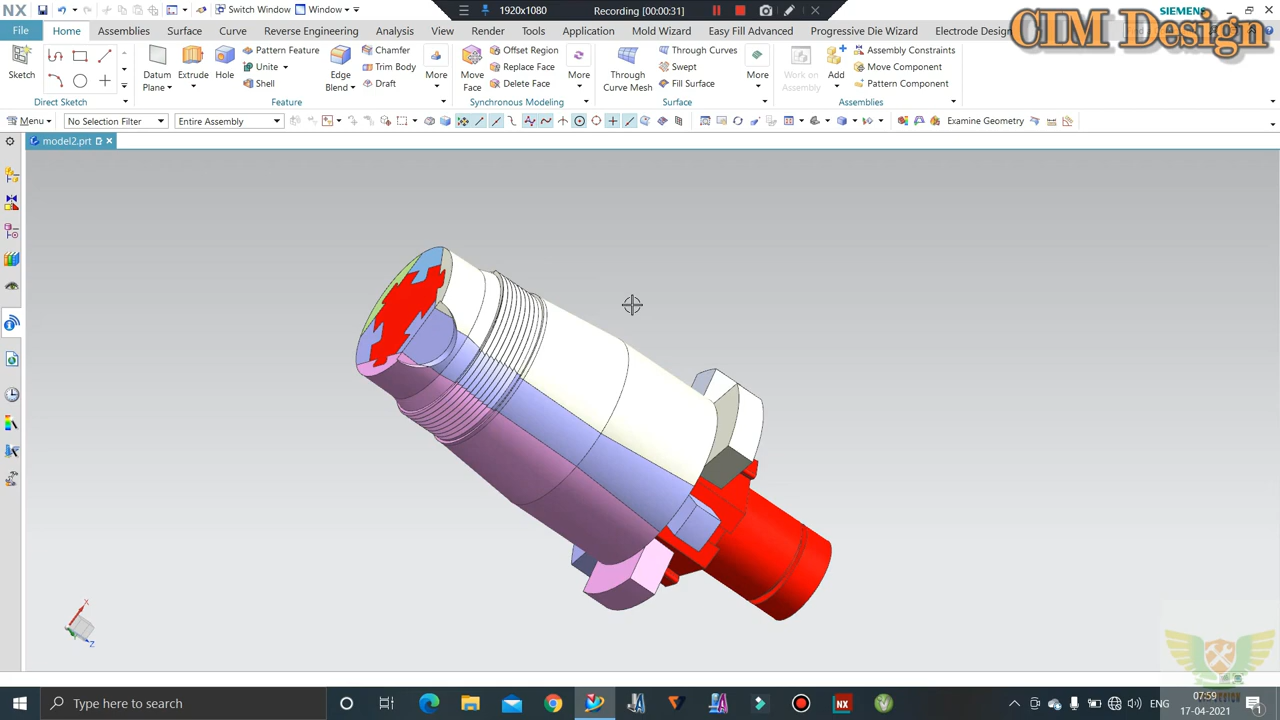 NX
Switch Window
Window
1920x1080
Recording [00:00:31]
SIEMENS
CIM Design
File
Home
Assemblies
Surface
Curve
Reverse Engineering
Analysis
View
Render
Tools
Application
Mold Wizard
Easy Fill Advanced
Progressive Die Wizard
Electrode Design
Sketch
Direct Sketch
Datum Plane
Extrude
Hole
Pattern Feature
Unite
Shell
Edge Blend
Chamfer
Trim Body
Draft
More
Feature
Move Face
Offset Region
Replace Face
Delete Face
More
Synchronous Modeling
Through Curve Mesh
Through Curves
Swept
Fill Surface
More
Surface
Work on Assembly
Add
Assembly Constraints
Move Component
Pattern Component
Assemblies
Menu
No Selection Filter
Entire Assembly
Examine Geometry
model2.prt
X
Z
Type here to search
NX
ENG
07:59
17-04-2021
1